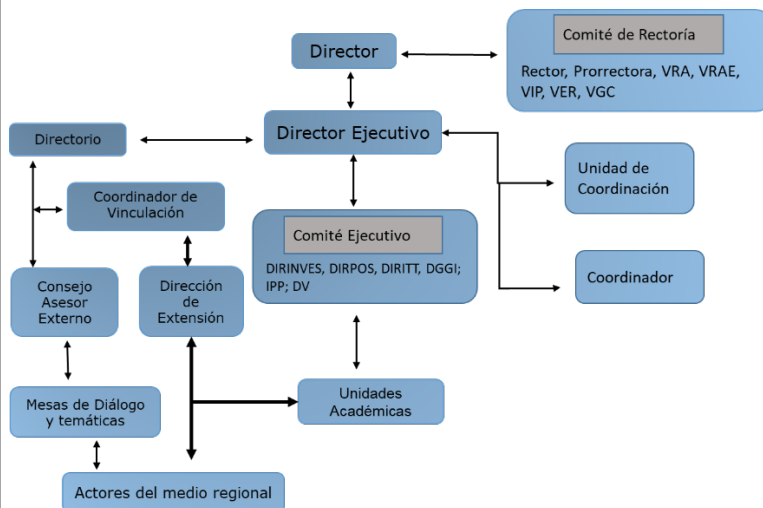 Comité de Rectoría
Director
Rector, Prorrectora, VRA, VRAE,
VIP, VER, VGC
Director Ejecutivo
Directorio
Unidad de
Coordinación
Coordinador de
Vinculación
Comité Ejecutivo
DIRINVES, DIRPOS, DIRITT, DGGI;
IPP; DV
Coordinador
Consejo
Asesor
Externo
Dirección
de
Extensión
Unidades
Académicas
Mesas de Diálogo
y temáticas
Actores del medio regional